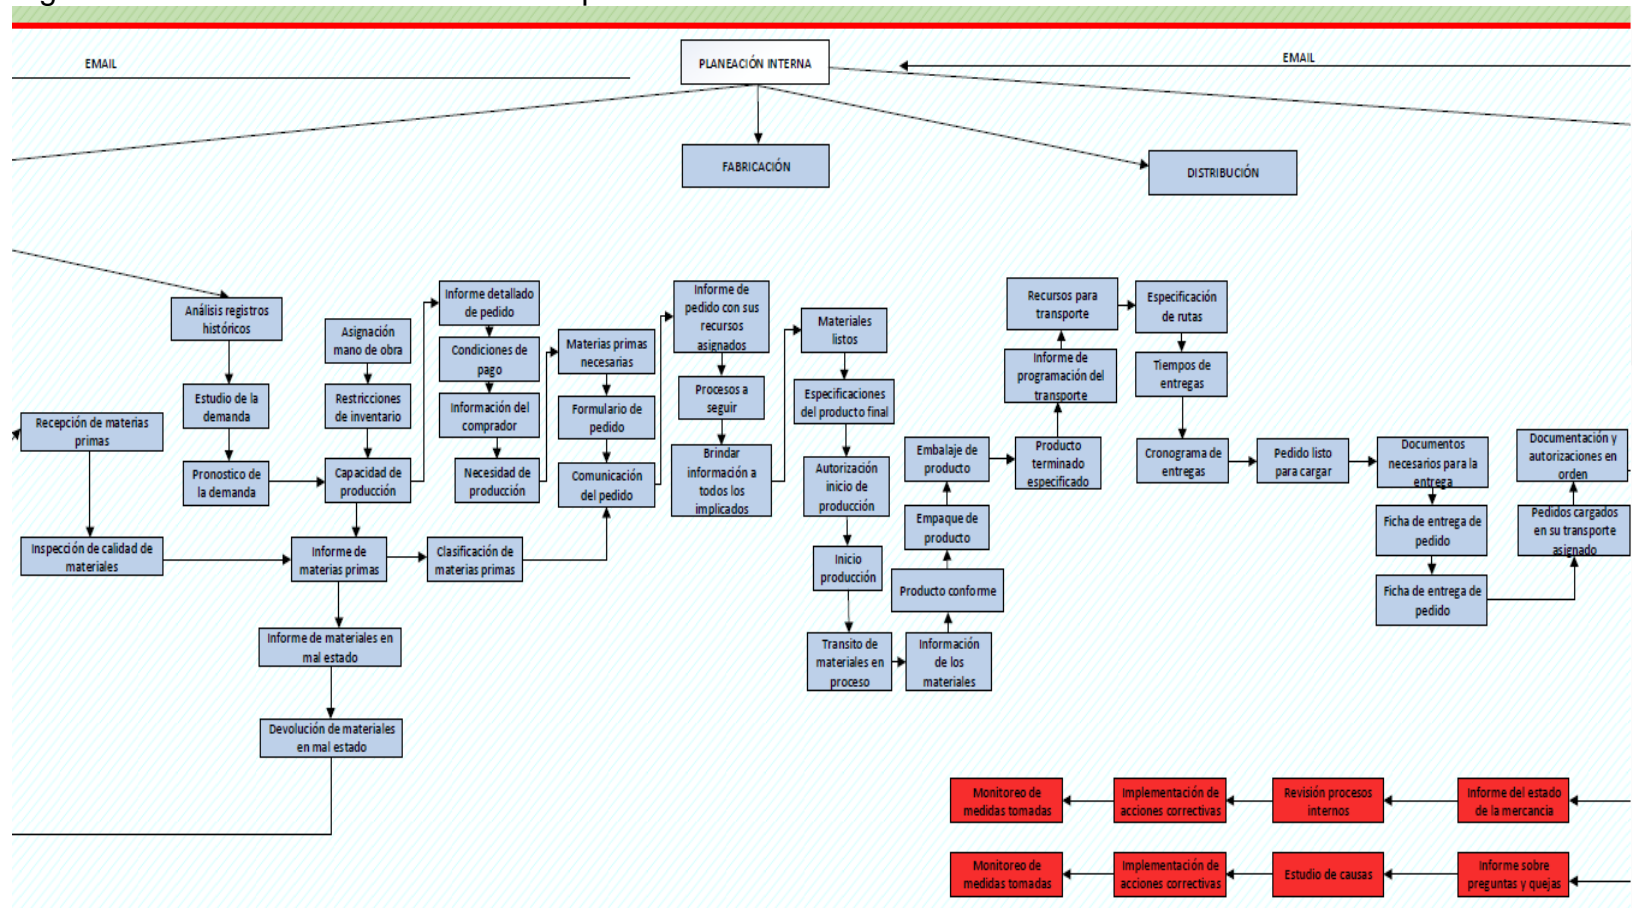 EMAIL
PLANEACIÓN INTERNA
EMAIL
FABRICACIÓN
DISTRIBUCIÓN
Análisis registros
históricos
Estudio de la
demanda
Pronostico de
la demanda
Recepción de materias
primas
Inspección de calidad de
materiales
Asignación
mano de obra
Restricciones
de inventario
Capacidad de
producción
Informe de
materias primas
Informe de materiales en
mal estado
Devolución de materiales
en mal estado
Clasificación de
materias primas
Informe detallado
de pedido
Condiciones de
pago
Información del
comprador
Necesidad de
producción
Materias primas
necesarias
Formulario de
pedido
Comunicación
del pedido
Informe de
pedido con sus
recursos
asignados
Procesos a
seguir
Brindar
información a
todos los
implicados
Materiales
listos
Especificaciones
del producto final
Autorización
inicio de
producción
Inicio
producción
Transito de
materiales en
proceso
Información
de los
materiales
Producto conforme
Empaque de
producto
Embalaje de
producto
Producto
terminado
especificado
Informe de
programación del
transporte
Recursos para
transporte
Especificación
de rutas
Tiempos de
entregas
Cronograma de
entregas
Pedido listo
para cargar
Documentos
necesarios para la
entrega
Ficha de entrega de
pedido
Ficha de entrega de
pedido
Pedidos cargados
en su transporte
asignado
Documentación y
autorizaciones en
orden
Monitoreo de
medidas tomadas
Implementación de
acciones correctivas
Revisión procesos
internos
Informe del estado
de la mercancia
Monitoreo de
medidas tomadas
Implementación de
acciones correctivas
Estudio de causas
Informe sobre
preguntas y quejas